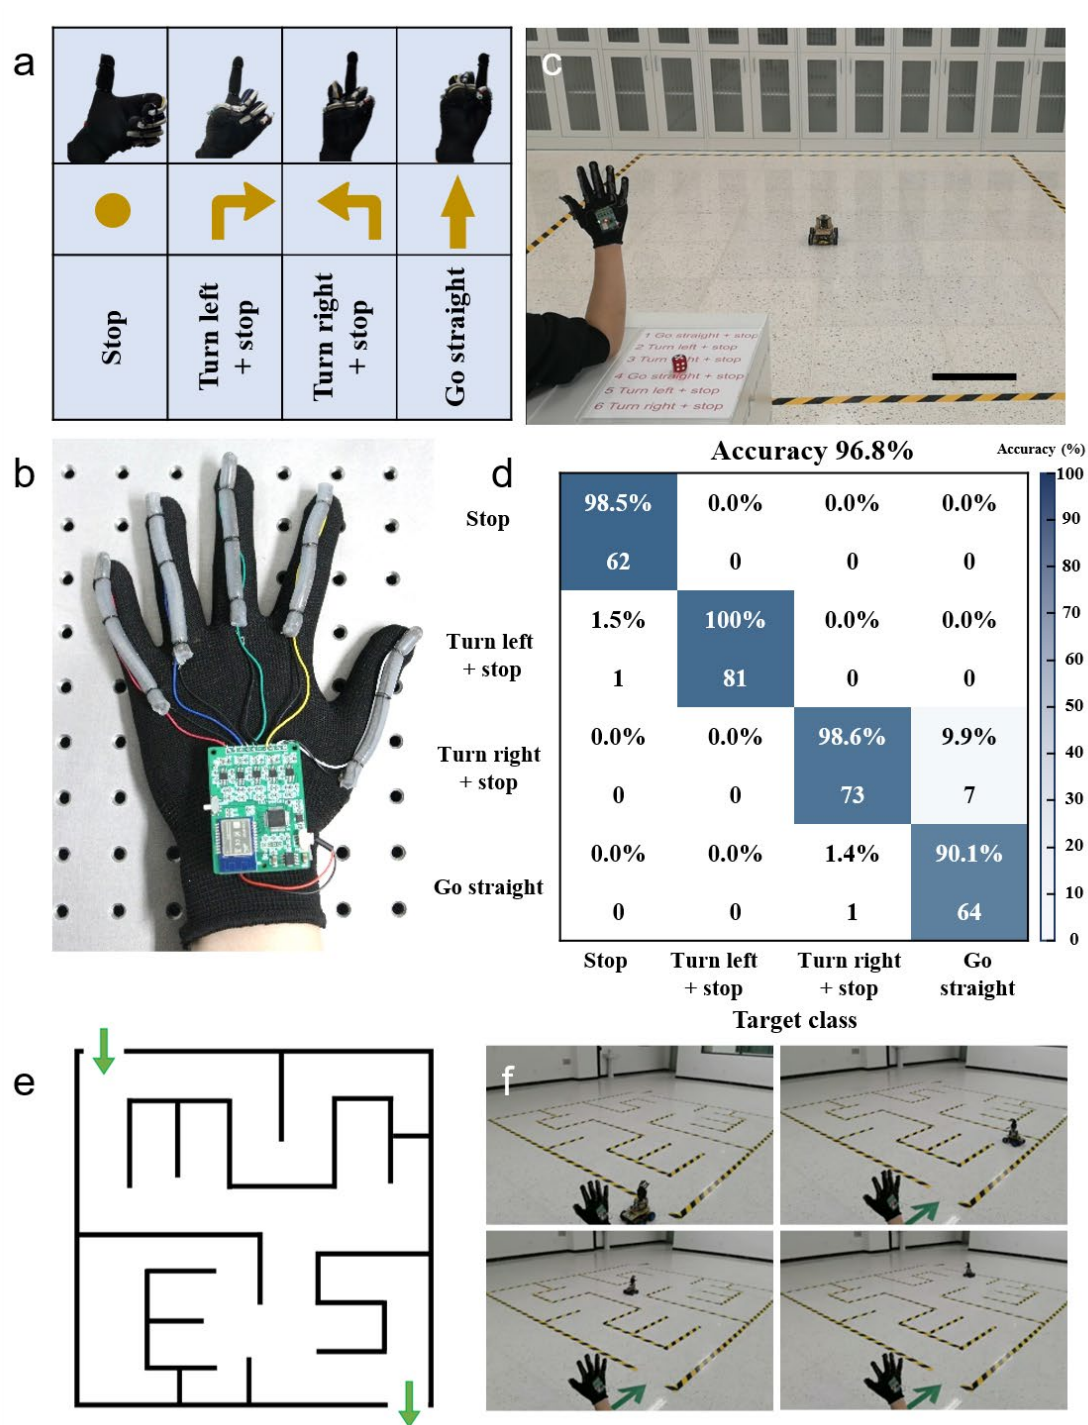 a
Stop
Turn left
+ stop
Turn right
+ stop
Go straight
c
1 Go straight + stop
2 Turn left + stop
3 Turn right + stop
4 Go straight + stop
5 Turn left + stop
6 Turn right + stop
b
d
Accuracy 96.8%
Accuracy (%)
Stop
98.5% 0.0% 0.0% 0.0%
62 0 0 0
Turn left
+ stop
1.5% 100% 0.0% 0.0%
1 81 0 0
Turn right
+ stop
0.0% 0.0% 98.6% 9.9%
0 0 73 7
Go straight
0.0% 0.0% 1.4% 90.1%
0 0 1 64
100
90
80
70
60
50
40
30
20
10
0
Stop
Turn left
+ stop
Turn right
+ stop
Go
straight
Target class
e
f